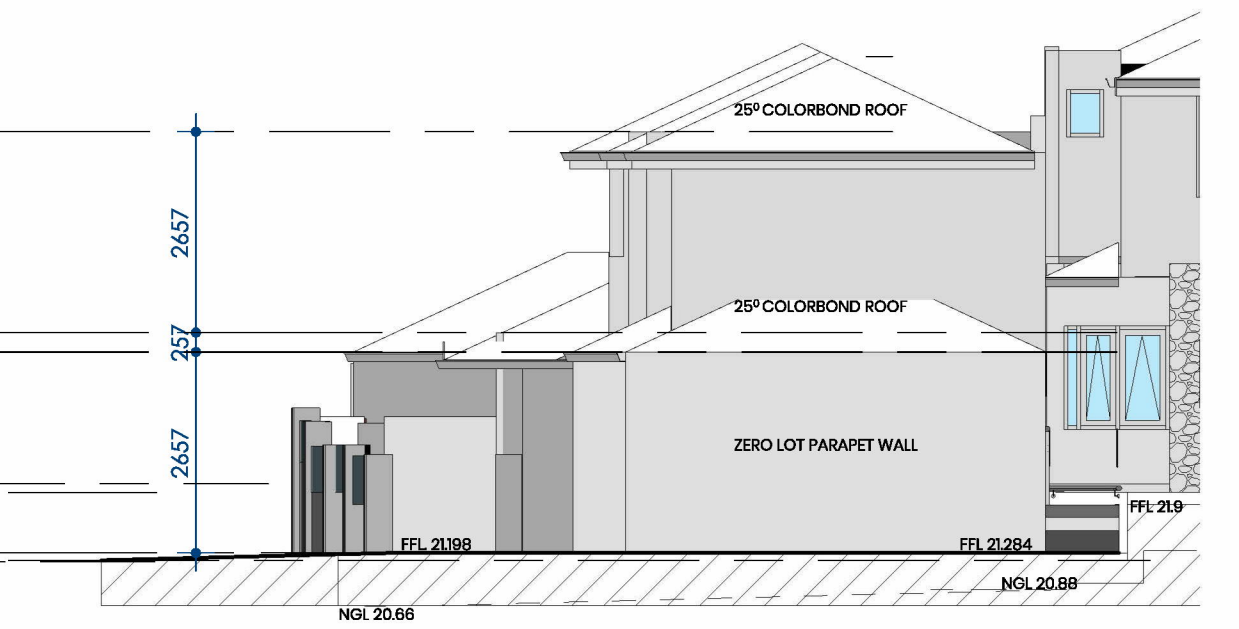 25⁰ COLORBOND ROOF
2657
25⁰ COLORBOND ROOF
257
2657
ZERO LOT PARAPET WALL
FFL 21.9
FFL 21.198
FFL 21.284
NGL 20.88
NGL 20.66